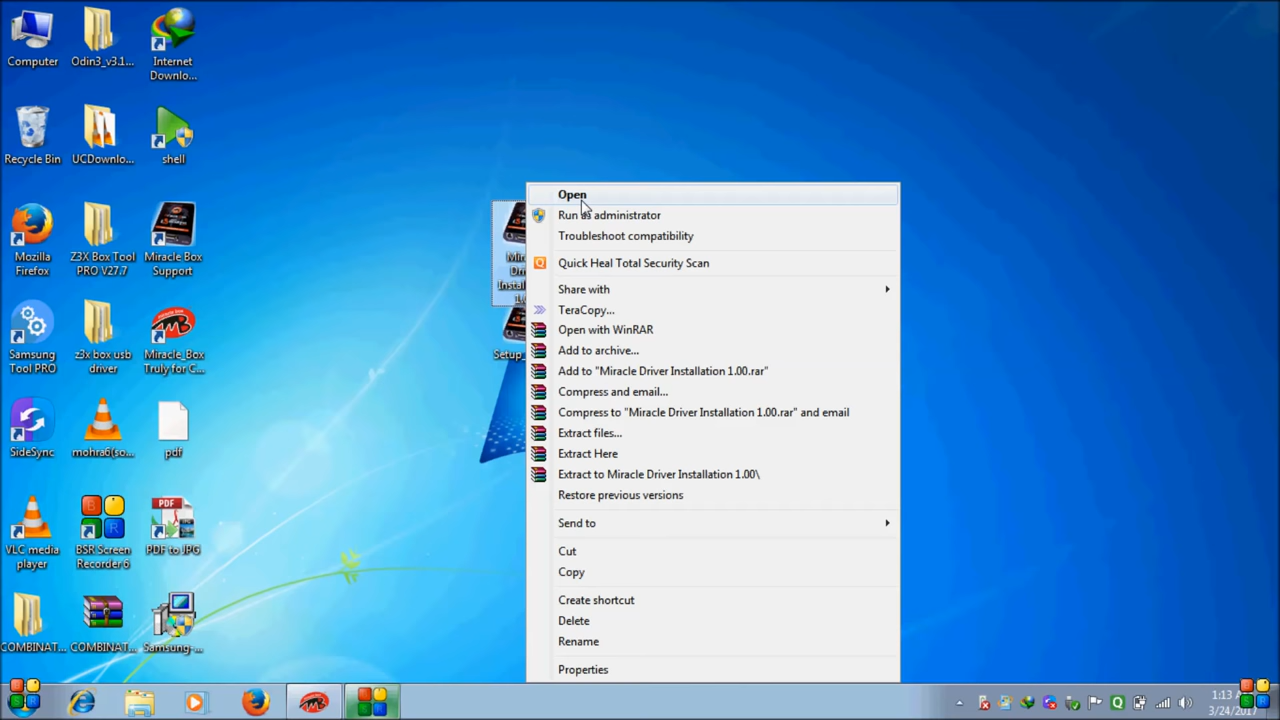 Computer
Odin3_v3.1...
Internet
Downlo...
Recycle Bin
UCDownlo...
shell
Mozilla
Firefox
Z3X Box Tool
PRO V27.7
Miracle Box
Support
Samsung
Tool PRO
z3x box usb
driver
Miracle_Box
Truly for C...
SideSync
mohra6(so...
pdf
VLC media
player
BSR Screen
Recorder 6
PDF
PDF to JPG
COMBINAT...
COMBINAT...
Samsung-...
Open
Run as administrator
Troubleshoot compatibility
Quick Heal Total Security Scan
Share with
TeraCopy...
Open with WinRAR
Add to archive...
Add to "Miracle Driver Installation 1.00.rar"
Compress and email...
Compress to "Miracle Driver Installation 1.00.rar" and email
Extract files...
Extract Here
Extract to Miracle Driver Installation 1.00\
Restore previous versions
Send to
Cut
Copy
Create shortcut
Delete
Rename
Properties
1:13 A
3/24/2017